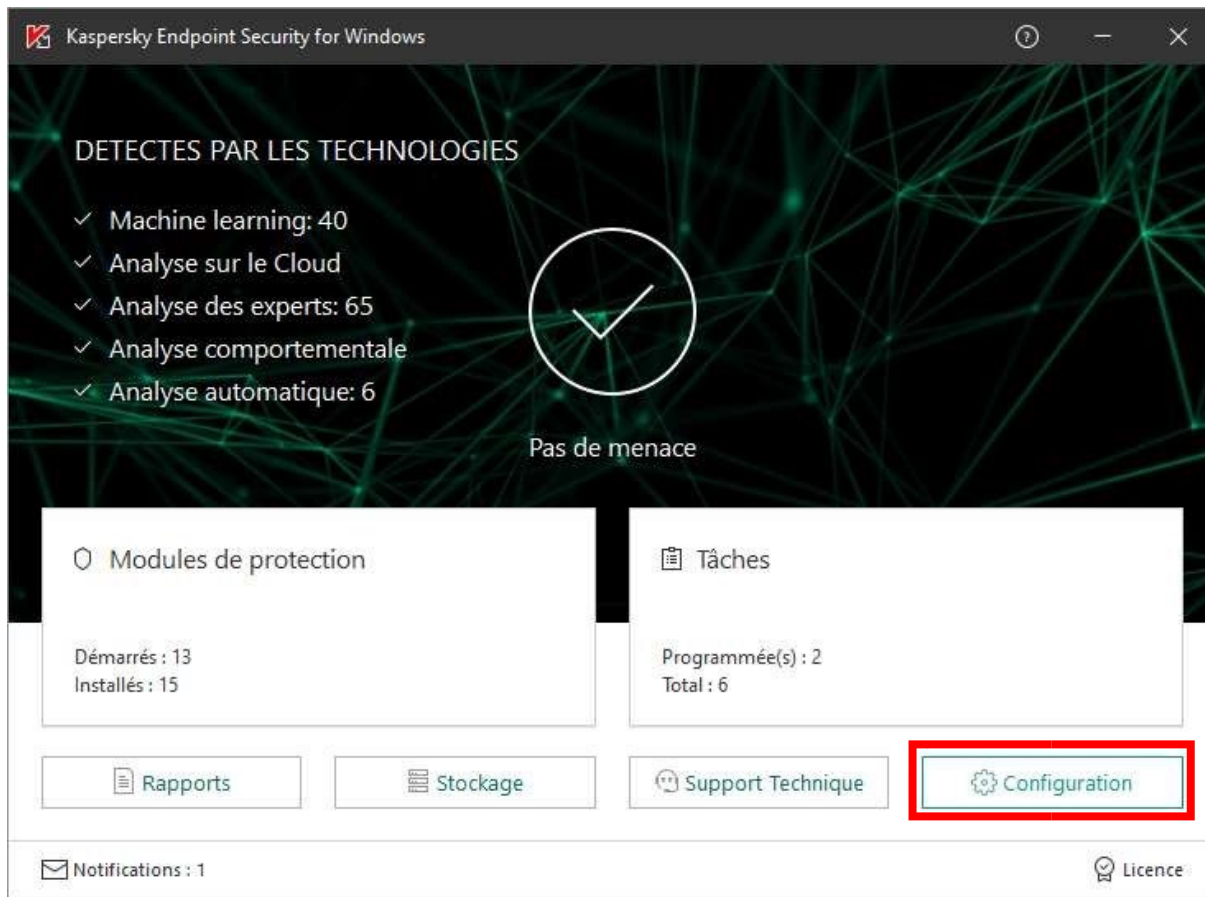 Kaspersky Endpoint Security for Windows
DETECTES PAR LES TECHNOLOGIES
Machine learning: 40
Analyse sur le Cloud
Analyse des experts: 65
Analyse comportementale
Analyse automatique: 6
Pas de menace
Modules de protection
Démarrés : 13
Installés : 15
Tâches
Programmée(s) : 2
Total : 6
Rapports
Stockage
Support Technique
Configuration
Notifications : 1
Licence